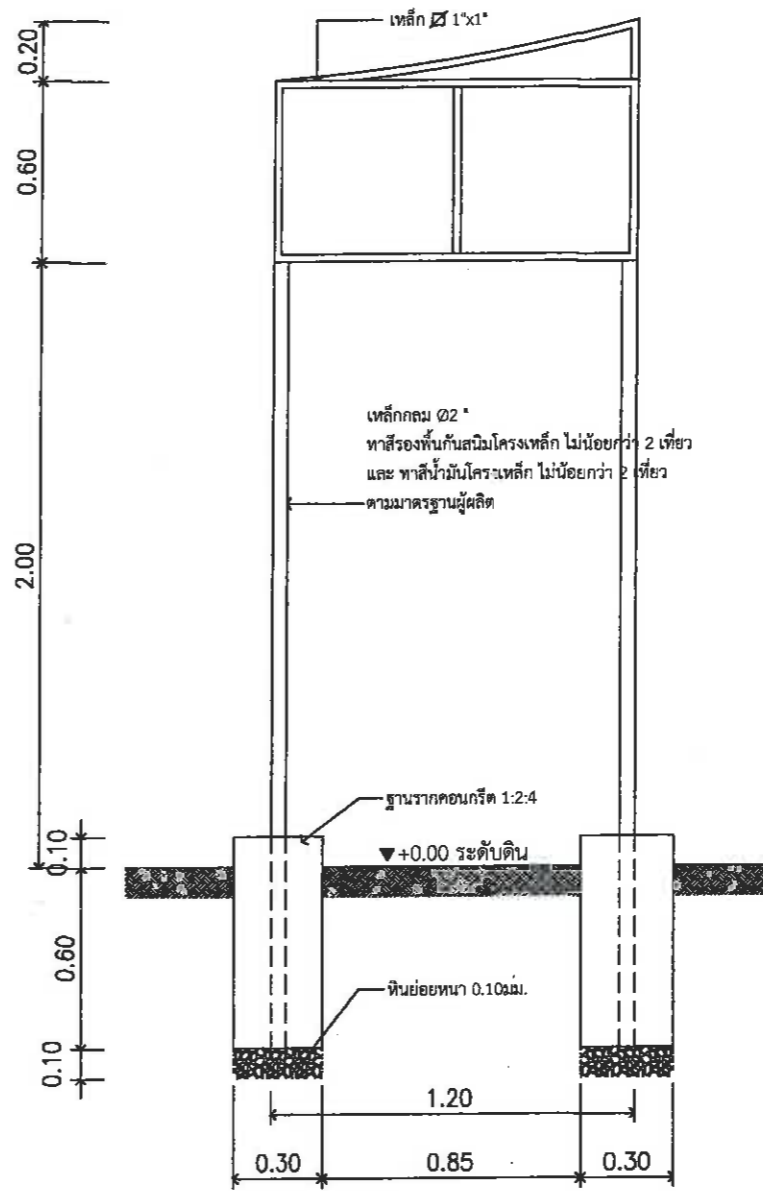 เหล็ก 1"x1"
0.20
0.60
2.00
เหล็กกลม Ø2 "
ทาสีรองพื้นกันสนิมโครงเหล็ก ไม่น้อยกว่า 2 เที่ยว
และ ทาสีน้ำมันโครงเหล็ก ไม่น้อยกว่า 2 เที่ยว
ตามมาตรฐานผู้ผลิต
ฐานรากคอนกรีต 1:2:4
0.10
+0.00 ระดับดิน
0.60
หินย่อยหนา 0.10มม.
0.10
1.20
0.30 0.85 0.30